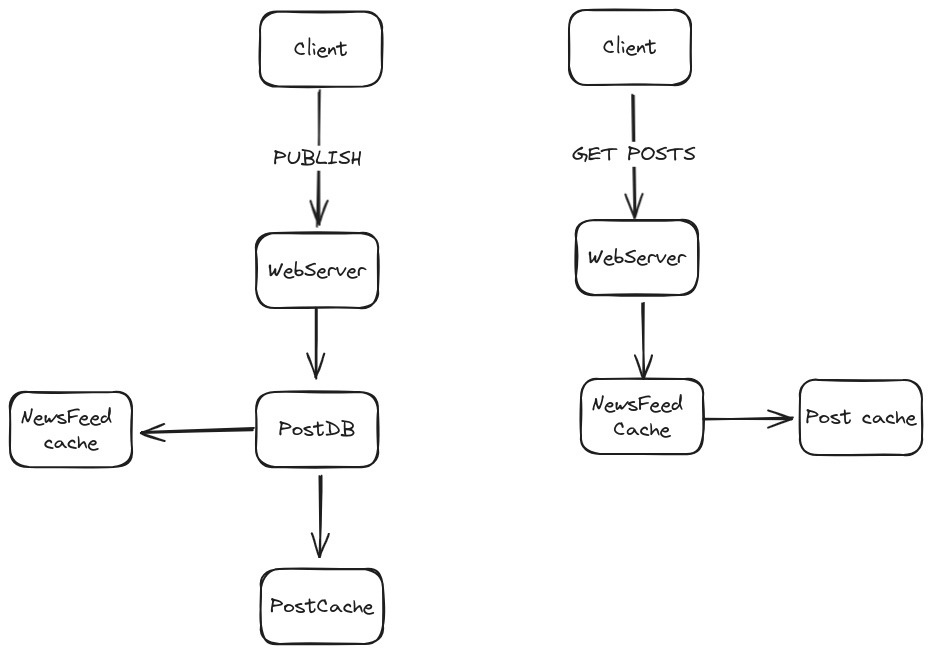 Client
PUBLISH
WebServer
NewsFeed
cache
PostDB
PostCache
Client
GET POSTS
WebServer
NewsFeed
Cache
Post cache